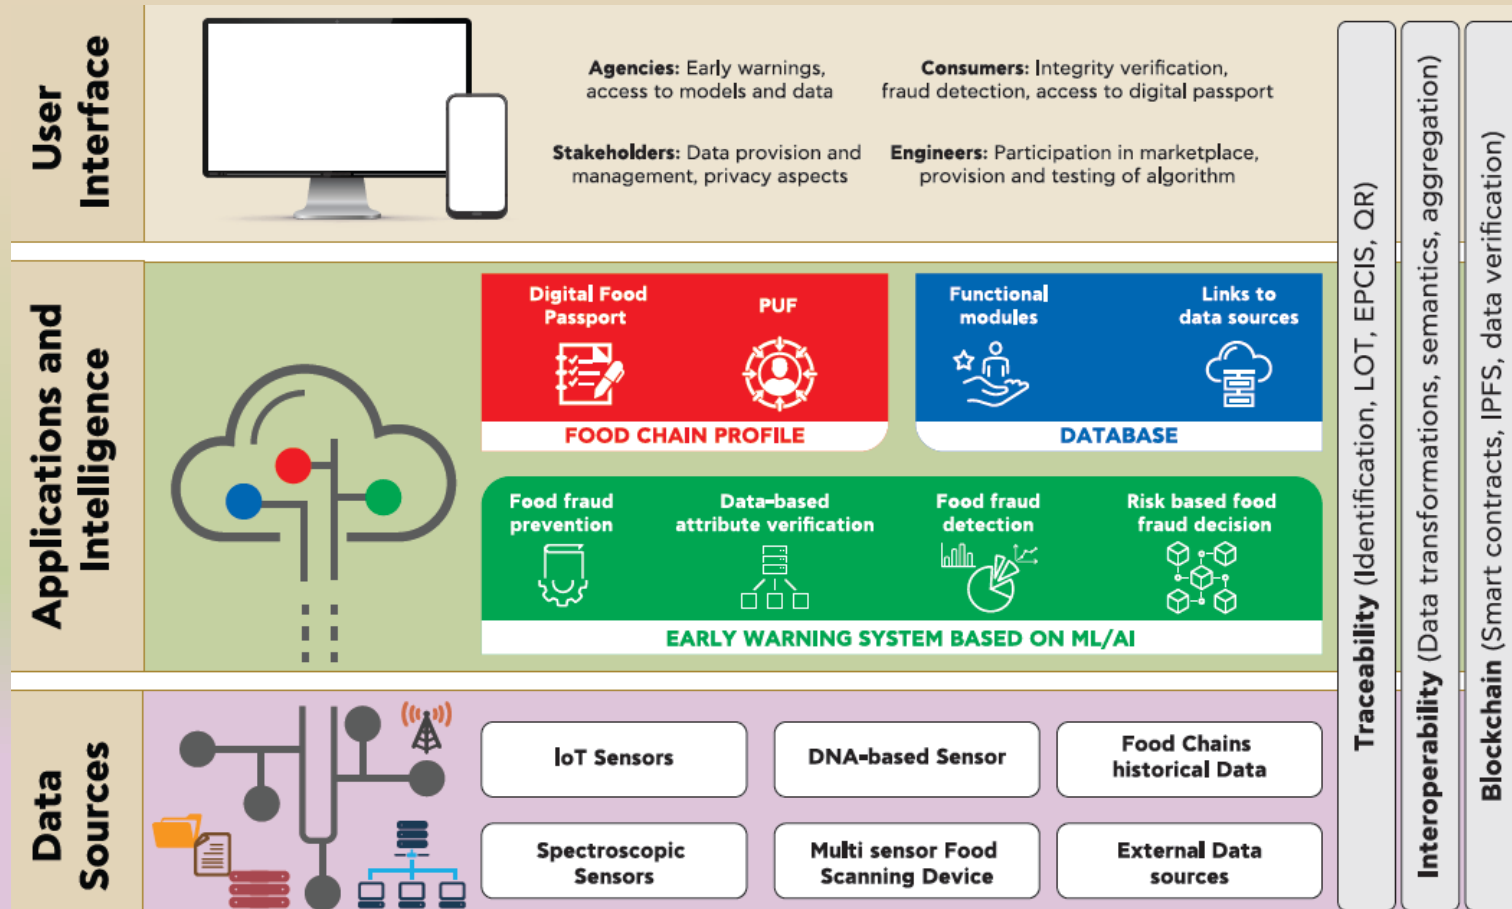 User
Interface
Agencies: Early warnings,
access to models and data
Consumers: Integrity verification,
fraud detection, access to digital passport
Stakeholders: Data provision and
management, privacy aspects
Engineers: Participation in marketplace,
provision and testing of algorithm
Applications and
Intelligence
Digital Food
Passport
PUF
FOOD CHAIN PROFILE
Functional
modules
Links to
data sources
DATABASE
Food fraud
prevention
Data-based
attribute verification
Food fraud
detection
Risk based food
fraud decision
EARLY WARNING SYSTEM BASED ON ML/AI
Data
Sources
IoT Sensors
DNA-based Sensor
Food Chains
historical Data
Spectroscopic
Sensors
Multi sensor Food
Scanning Device
External Data
sources
Traceability (Identification, LOT, EPCIS, QR)
Interoperability (Data transformations, semantics, aggregation)
Blockchain (Smart contracts, IPFS, data verification)